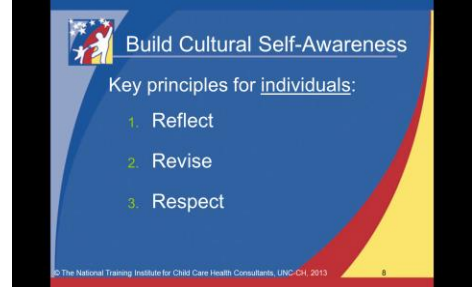 Build Cultural Self-Awareness
Key principles for individuals:
1. Reflect
2. Revise
3. Respect
© The National Training Institute for Child Care Health Consultants, UNC-CH, 2013
8